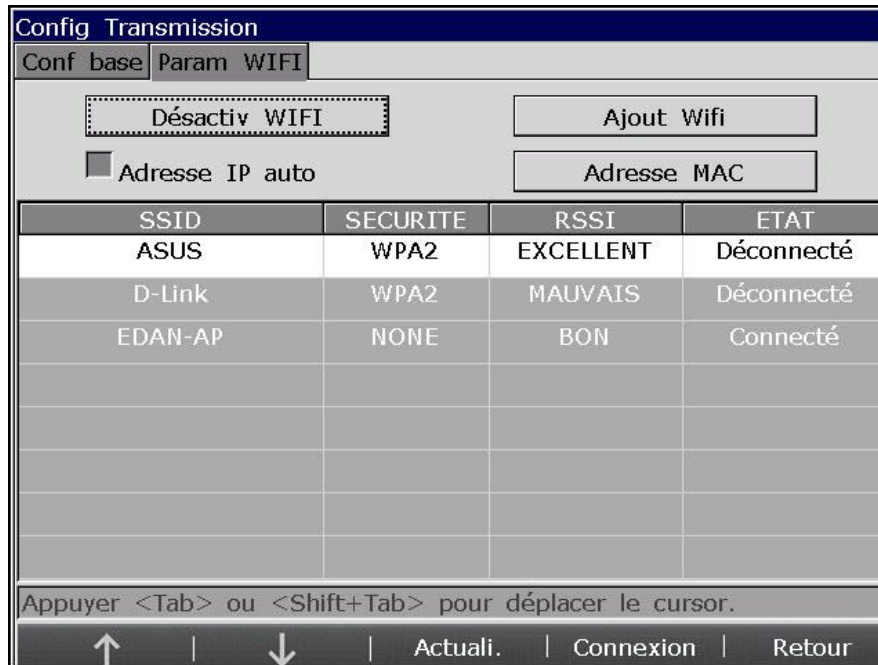 Config Transmission
Conf base Param WIFI
Désactiv WIFI Ajout Wifi
Adresse IP auto Adresse MAC
SSID SECURITE RSSI ETAT
ASUS WPA2 EXCELLENT Déconnecté
D-Link WPA2 MAUVAIS Déconnecté
EDAN-AP NONE BON Connecté
Appuyer <Tab> ou <Shift+Tab> pour déplacer le cursor.
↑ | ↓ | Actuali. | Connexion | Retour